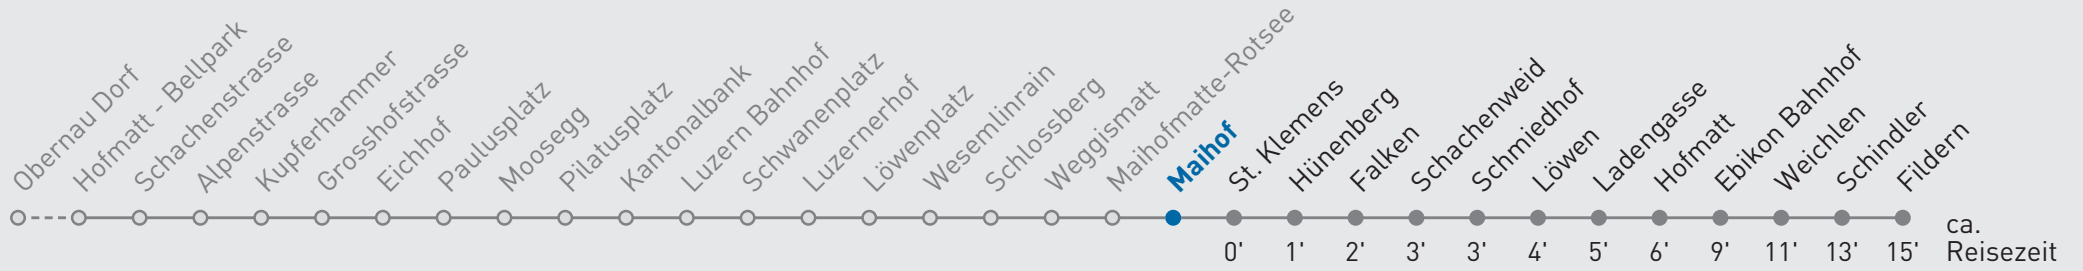 Obernau Dorf
Hofmatt - Bellpark
Schachenstrasse
Alpenstrasse
Kupferhammer
Grosshofstrasse
Eichhof
Paulusplatz
Moosegg
Pilatusplatz
Kantonalbank
Luzern Bahnhof
Schwanenplatz
Luzernerhof
Löwenplatz
Wesemlinrain
Schlossberg
Weggismatt
Maihofmatte-Rotsee
Maihof
St. Klemens
Hünenberg
Falken
Schachenweid
Schmiedhof
Löwen
Ladengasse
Hofmatt
Ebikon Bahnhof
Weichlen
Schindler
Fildern
0' 1' 2' 3' 3' 4' 5' 6' 9' 11' 13' 15'
ca.
Reisezeit